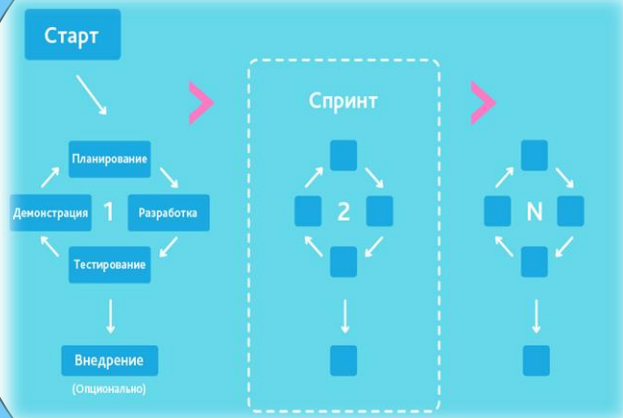 Старт
Спринт
Планирование
Демонстрация
1
Разработка
2
N
Тестирование
Внедрение
(Опционально)